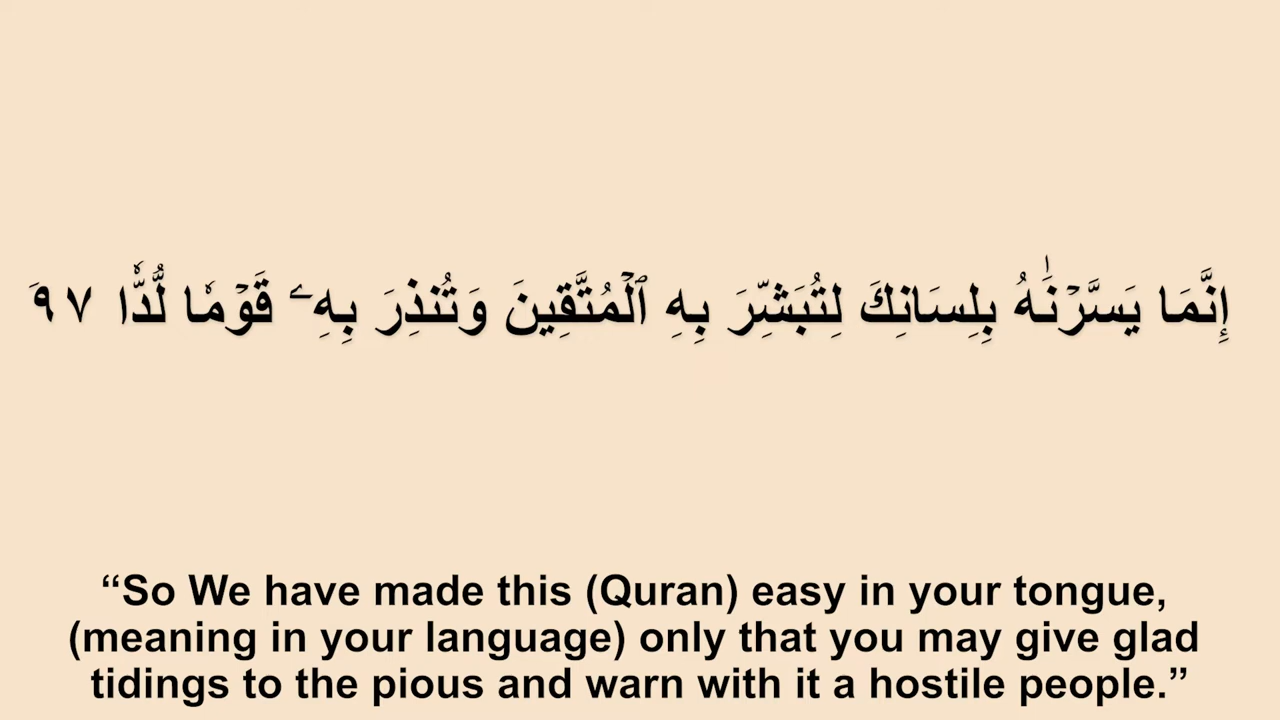 إِنَّمَا يَسَّرۡنَٰهُ بِلِسَانِكَ لِتُبَشِّرَ بِهِ ٱلۡمُتَّقِينَ وَتُنذِرَ بِهِۦ قَوۡمٗا لُّدّٗا ٩٧َ
“So We have made this (Quran) easy in your tongue,
(meaning in your language) only that you may give glad
tidings to the pious and warn with it a hostile people.”